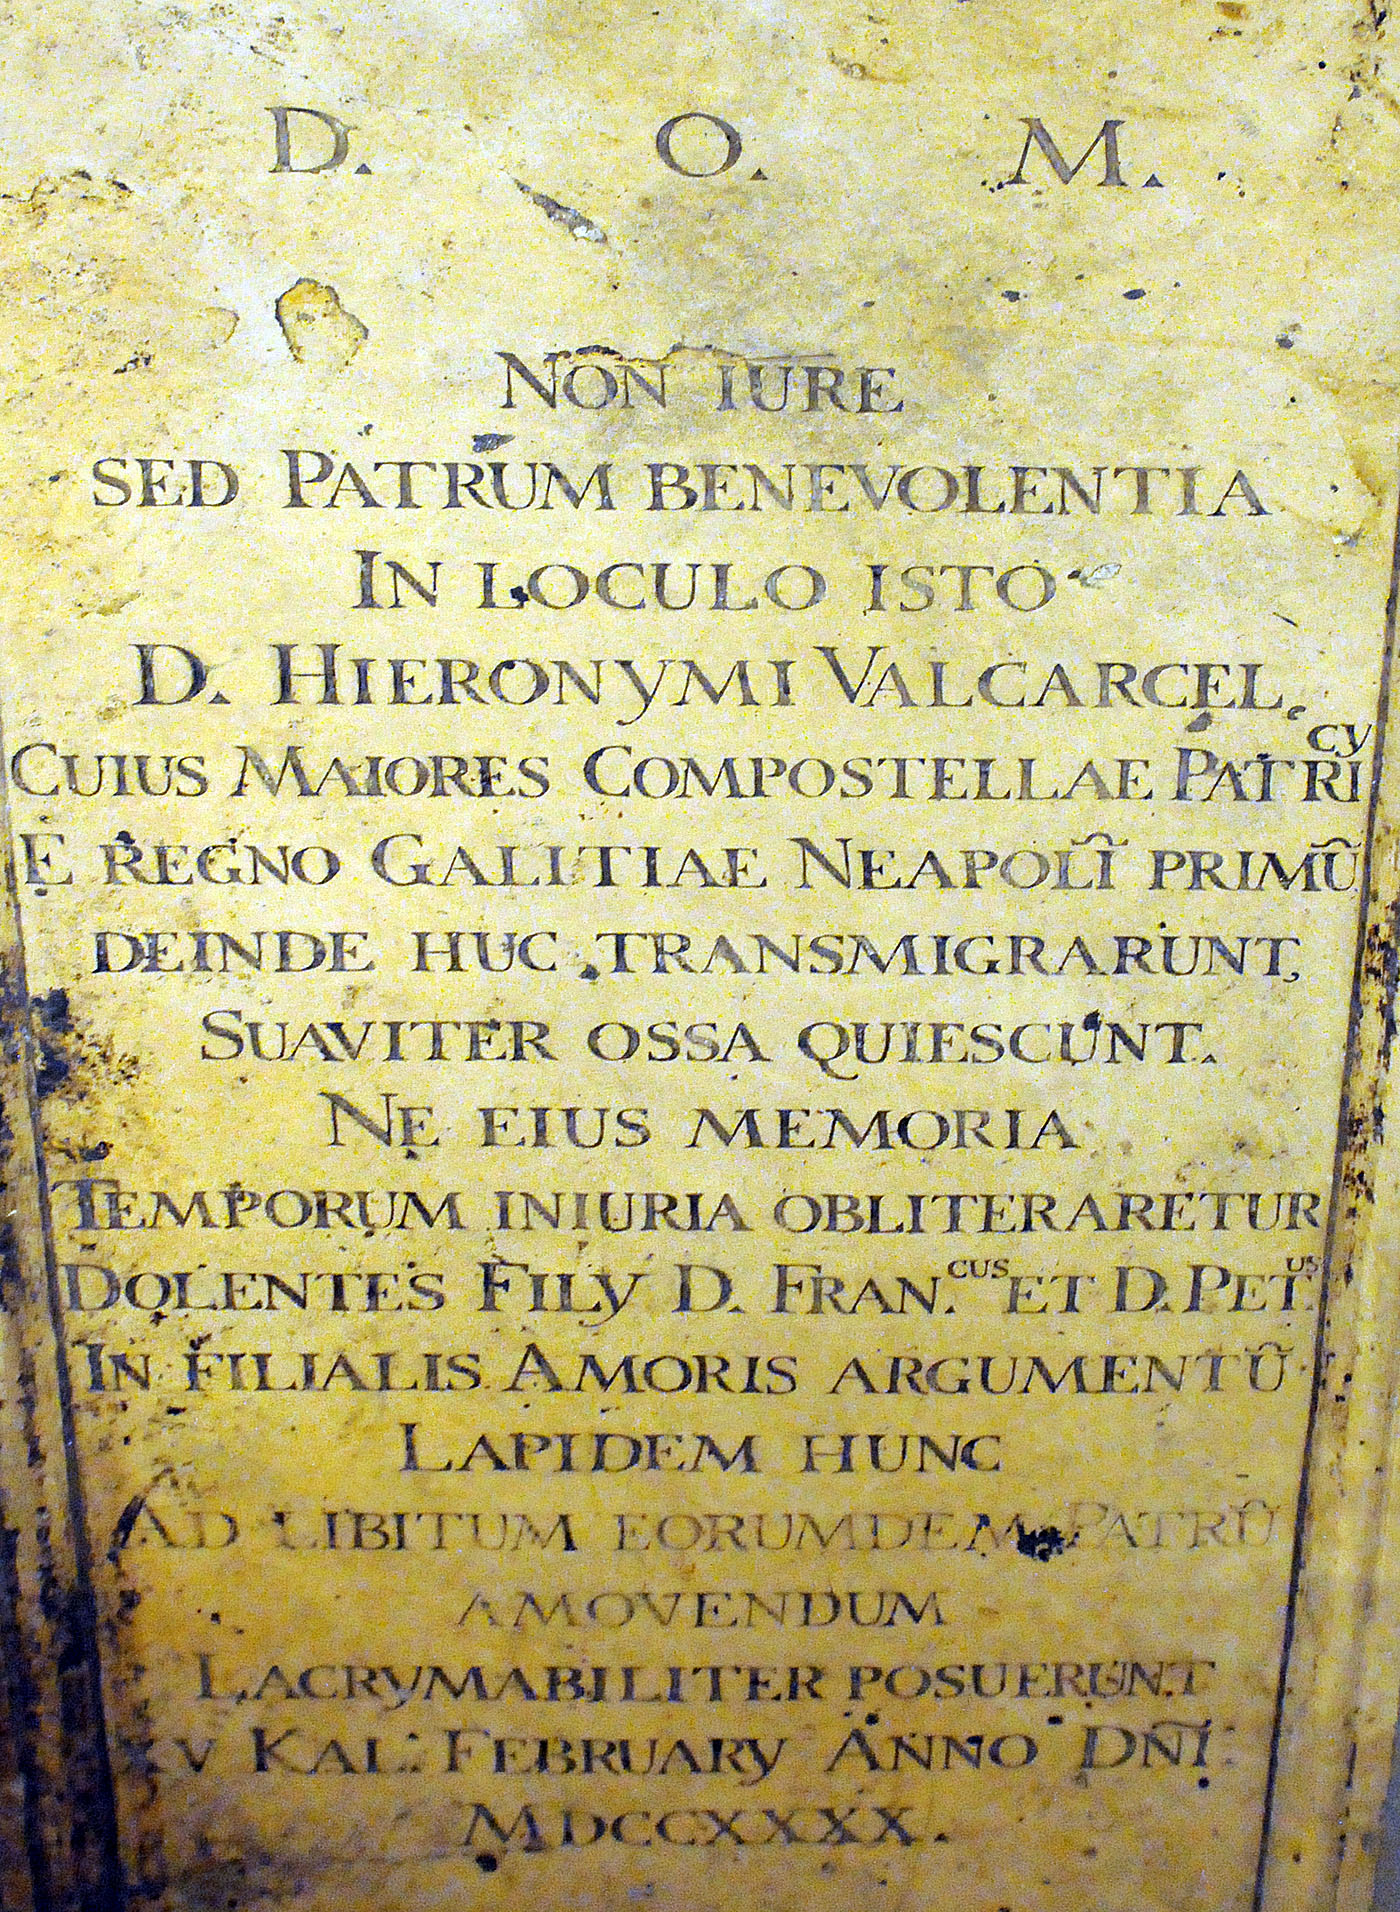 D. O. M.
NON IURE
SED PATRUM BENEVOLENTIA
IN LOCULO ISTO
D. HIERONYMI VALCARCEL
CUIUS MAIORES COMPOSTELLAE PATRICY
E REGNO GALITIAE NEAPOLĨ PRIMŨ
DEINDE HUC TRANSMIGRARUNT,
SUAVITER OSSA QUIESCUNT.
NE EIUS MEMORIA
TEMPORUM INIURIA OBLITERARETUR
DOLENTES FILY D. FRAN.CUS ET D. PET.US
IN FILIALIS AMORIS ARGUMENTŨ
LAPIDEM HUNC
AD LIBITUM EORUMDEM PATRŨ
AMOVENDUM
LACRYMABILITER POSUERUNT
XV KAL. FEBRUARY ANNO DÑI.
MDCCXXXX.